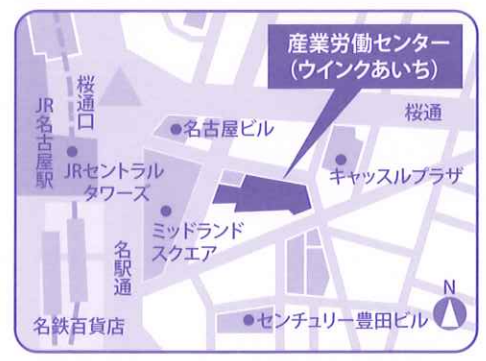 産業労働センター
(ウインクあいち)
桜通口
JR名古屋駅
桜通
名古屋ビル
JRセントラル
タワーズ
キャッスルプラザ
ミッドランド
スクエア
名駅通
N
名鉄百貨店
センチュリー豊田ビル